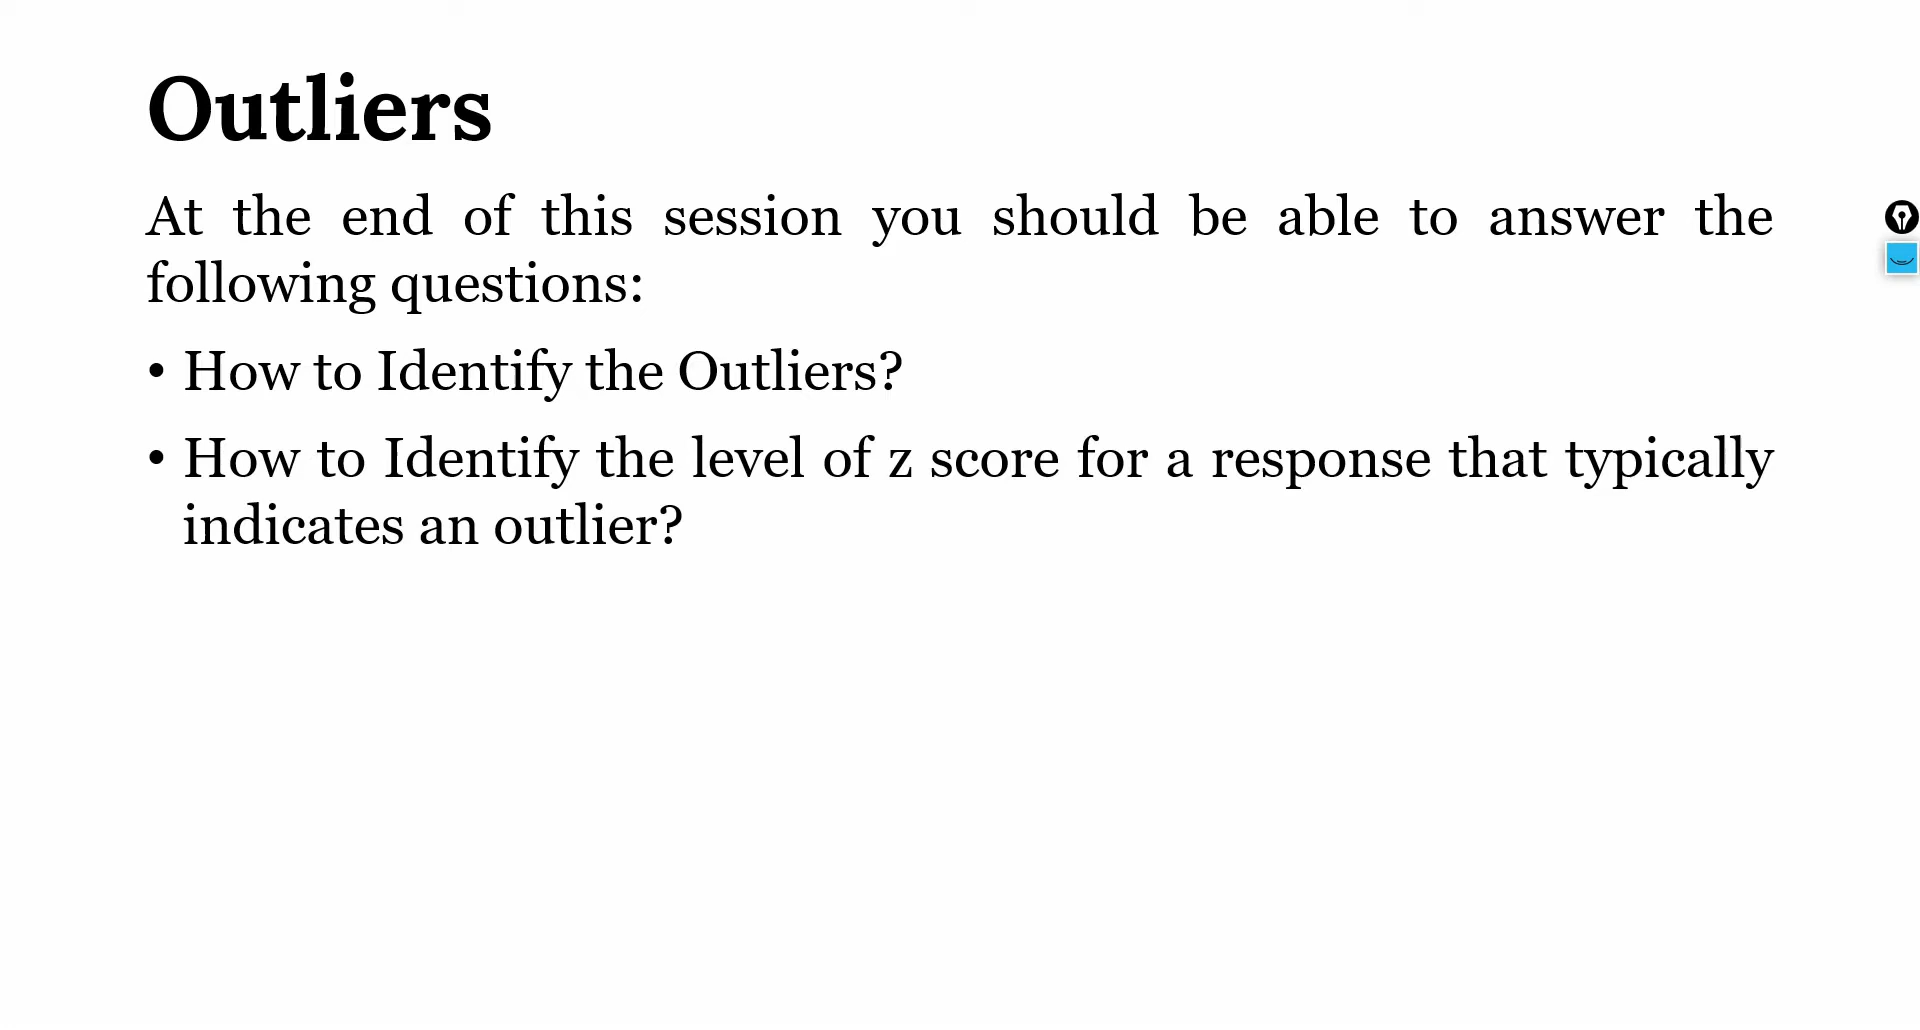 Outliers
At the end of this session you should be able to answer the
following questions:
• How to Identify the Outliers?
• How to Identify the level of z score for a response that typically
indicates an outlier?